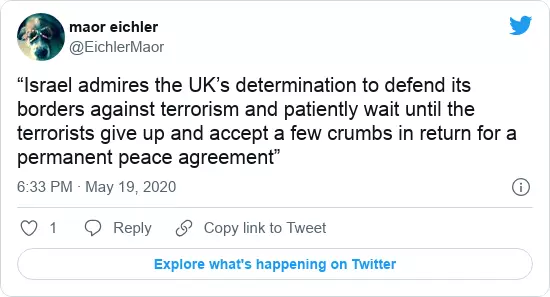 maor eichler
@EichlerMaor
“Israel admires the UK’s determination to defend its
borders against terrorism and patiently wait until the
terrorists give up and accept a few crumbs in return for a
permanent peace agreement”
6:33 PM · May 19, 2020
1 Reply Copy link to Tweet
Explore what's happening on Twitter